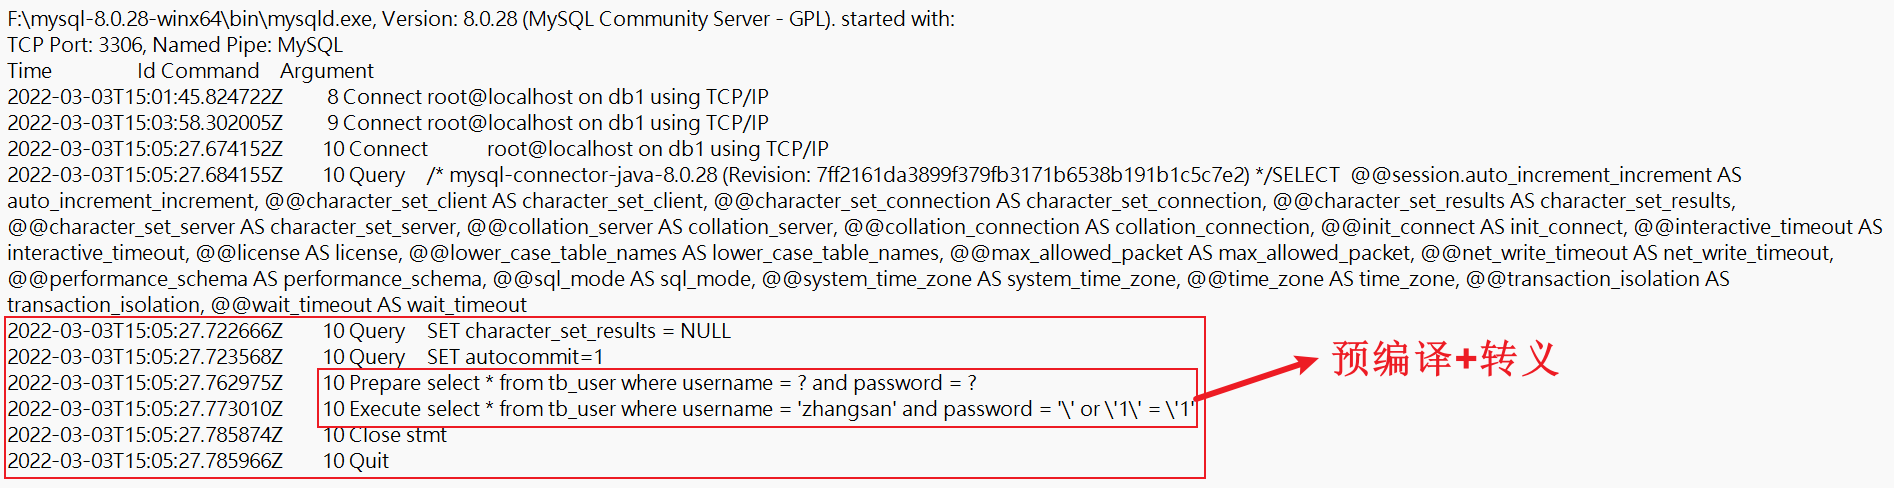 F:\mysql-8.0.28-winx64\bin\mysqld.exe, Version: 8.0.28 (MySQL Community Server - GPL). started with:
TCP Port: 3306, Named Pipe: MySQL
Time Id Command Argument
2022-03-03T15:01:45.824722Z 8 Connect root@localhost on db1 using TCP/IP
2022-03-03T15:03:58.302005Z 9 Connect root@localhost on db1 using TCP/IP
2022-03-03T15:05:27.674152Z 10 Connect root@localhost on db1 using TCP/IP
2022-03-03T15:05:27.684155Z 10 Query /* mysql-connector-java-8.0.28 (Revision: 7ff2161da3899f379fb3171b6538b191b1c5c7e2) */SELECT @@session.auto_increment_increment AS
auto_increment_increment, @@character_set_client AS character_set_client, @@character_set_connection AS character_set_connection, @@character_set_results AS character_set_results,
@@character_set_server AS character_set_server, @@collation_server AS collation_server, @@collation_connection AS collation_connection, @@init_connect AS init_connect, @@interactive_timeout AS
interactive_timeout, @@license AS license, @@lower_case_table_names AS lower_case_table_names, @@max_allowed_packet AS max_allowed_packet, @@net_write_timeout AS net_write_timeout,
@@performance_schema AS performance_schema, @@sql_mode AS sql_mode, @@system_time_zone AS system_time_zone, @@time_zone AS time_zone, @@transaction_isolation AS
transaction_isolation, @@wait_timeout AS wait_timeout
2022-03-03T15:05:27.722666Z 10 Query SET character_set_results = NULL
2022-03-03T15:05:27.723568Z 10 Query SET autocommit=1
2022-03-03T15:05:27.762975Z 10 Prepare select * from tb_user where username = ? and password = ?
2022-03-03T15:05:27.773010Z 10 Execute select * from tb_user where username = 'zhangsan' and password = '\' or \'1\' = \'1'
2022-03-03T15:05:27.785874Z 10 Close stmt
2022-03-03T15:05:27.785966Z 10 Quit
预编译+转义